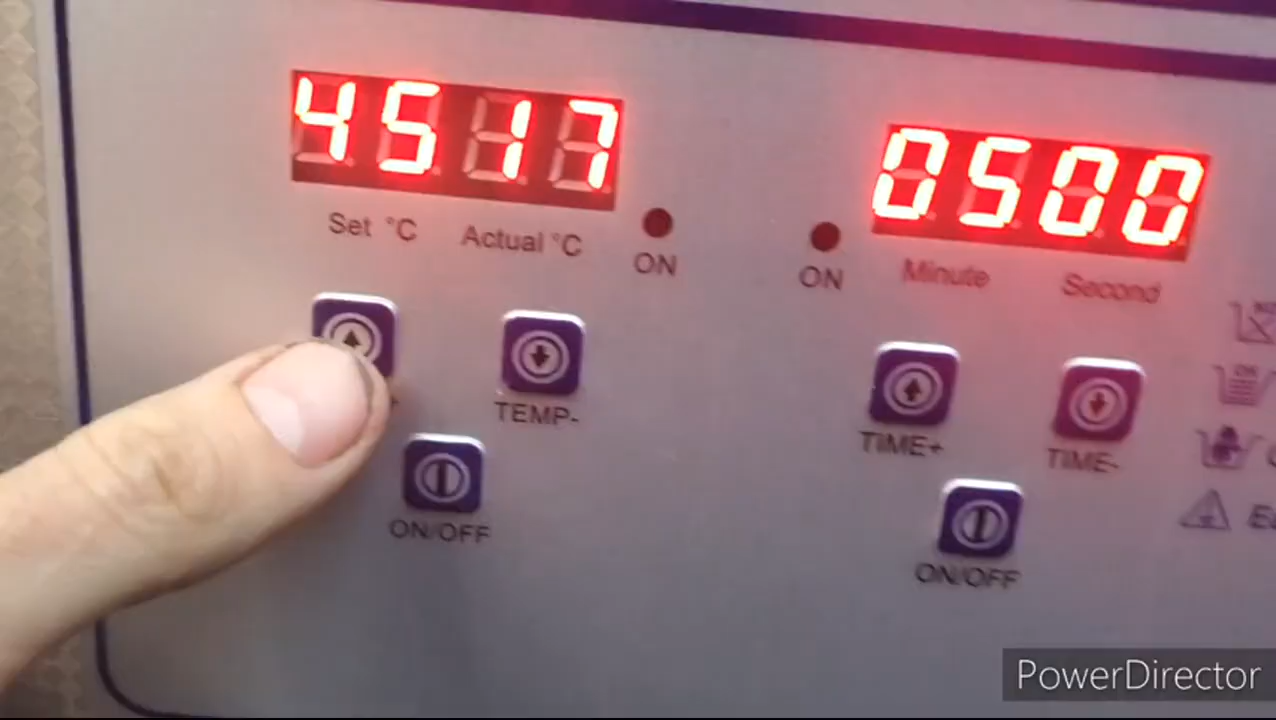 4517
0500
Set °C
Actual °C
ON
ON
Minute
Second
+
TEMP-
TIME+
TIME-
ON/OFF
ON/OFF
PowerDirector